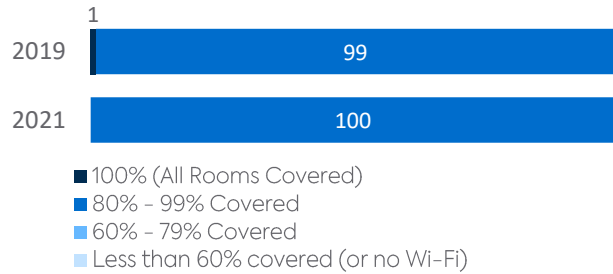 1
2019 99
2021 100
100% (All Rooms Covered)
80% - 99% Covered
60% - 79% Covered
Less than 60% covered (or no Wi-Fi)